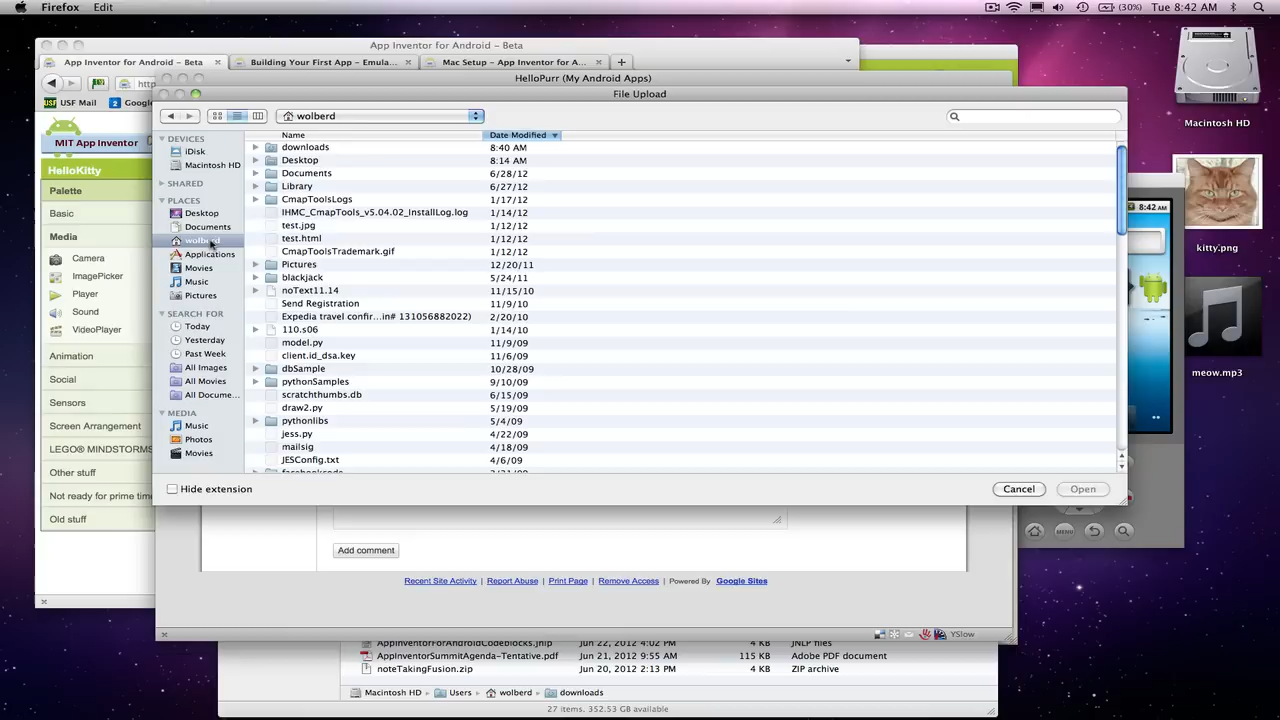 Firefox Edit (30%) Tue 8:42 AM
App Inventor for Android - Beta
App Inventor for Android - Beta × Building Your First App - Emula... × Mac Setup - App Inventor for A... × +
HelloPurr (My Android Apps)
File Upload
USF Mail
MIT App Inventor
HelloKitty
Palette
Basic
Media
Camera
ImagePicker
Player
Sound
VideoPlayer
Animation
Social
Sensors
Screen Arrangement
LEGO® MINDSTORMS
Other stuff
Not ready for prime time
Old stuff
wolberd
DEVICES
iDisk
Macintosh HD
SHARED
PLACES
Desktop
Documents
wolberd
Applications
Movies
Music
Pictures
SEARCH FOR
Today
Yesterday
Past Week
All Images
All Movies
All Docume...
MEDIA
Music
Photos
Movies
Name Date Modified
downloads 8:40 AM
Desktop 8:14 AM
Documents 6/28/12
Library 6/27/12
CmapToolsLogs 1/17/12
IHMC_CmapTools_v5.04.02_InstallLog.log 1/14/12
test.jpg 1/12/12
test.html 1/12/12
CmapToolsTrademark.gif 1/12/12
Pictures 12/20/11
blackjack 5/24/11
noText11.14 11/15/10
Send Registration 11/9/10
Expedia travel confir...in# 131056882022) 2/20/10
110.s06 1/14/10
model.py 11/9/10
client.id_dsa.key 11/6/09
dbSample 10/28/09
pythonSamples 9/10/09
scratchthumbs.db 6/15/09
draw2.py 5/19/09
pythonlibs 5/4/09
jess.py 4/22/09
mailsig 4/18/09
JESConfig.txt 4/6/09
Hide extension Cancel Open
Macintosh HD
kitty.png
meow.mp3
8:42 AM
MENU
Add comment
Recent Site Activity | Report Abuse | Print Page | Remove Access | Powered By Google Sites
YSlow
AppInventorForAndroidCodeblocks.jnlp Jun 22, 2012 4:02 PM 4 KB JNLP files
AppInventorSummitAgenda-Tentative.pdf Jun 21, 2012 9:55 AM 115 KB Adobe PDF document
noteTakingFusion.zip Jun 20, 2012 2:13 PM 4 KB ZIP archive
Macintosh HD Users wolberd downloads
27 items, 352.53 GB available